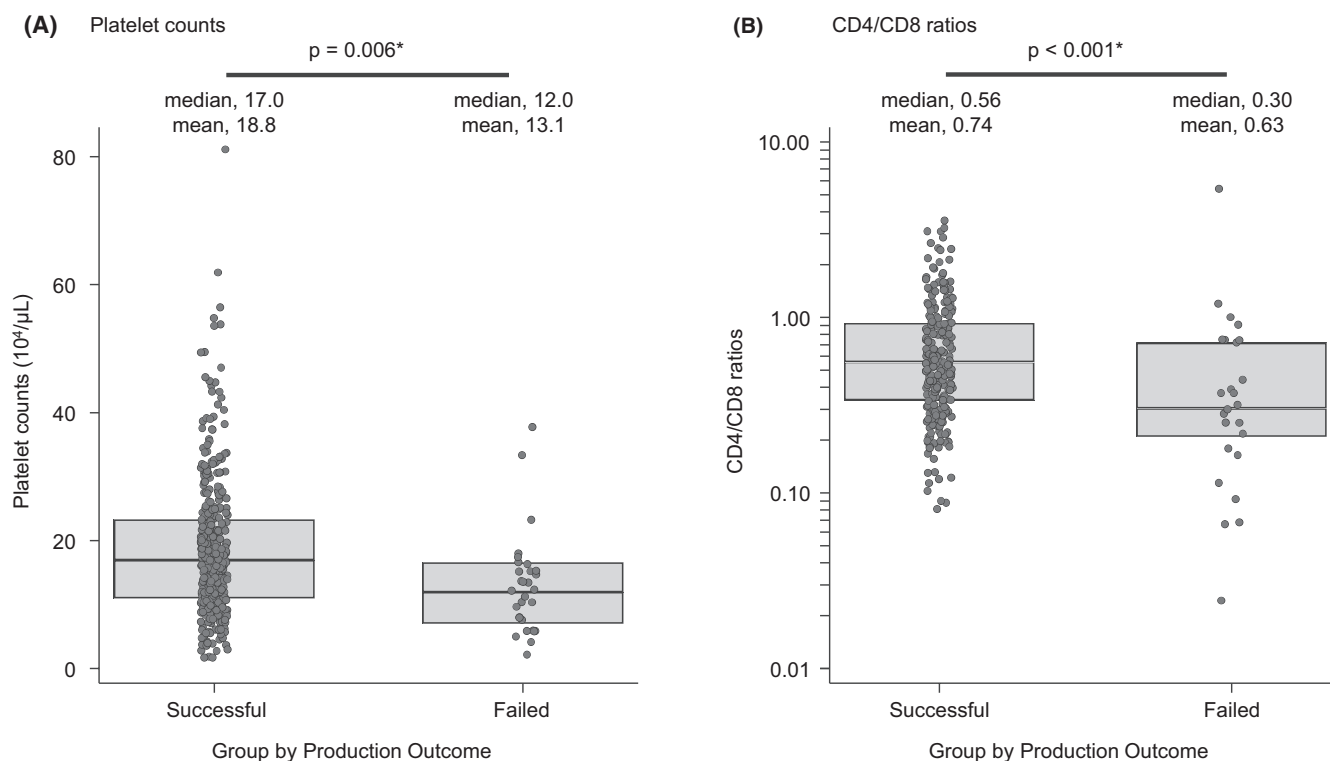 (A) Platelet counts
p = 0.006*
median, 17.0
mean, 18.8
median, 12.0
mean, 13.1
Platelet counts (10⁴/μL)
80
60
40
20
0
Successful
Failed
Group by Production Outcome
(B) CD4/CD8 ratios
p < 0.001*
median, 0.56
mean, 0.74
median, 0.30
mean, 0.63
CD4/CD8 ratios
10.00
1.00
0.10
0.01
Successful
Failed
Group by Production Outcome